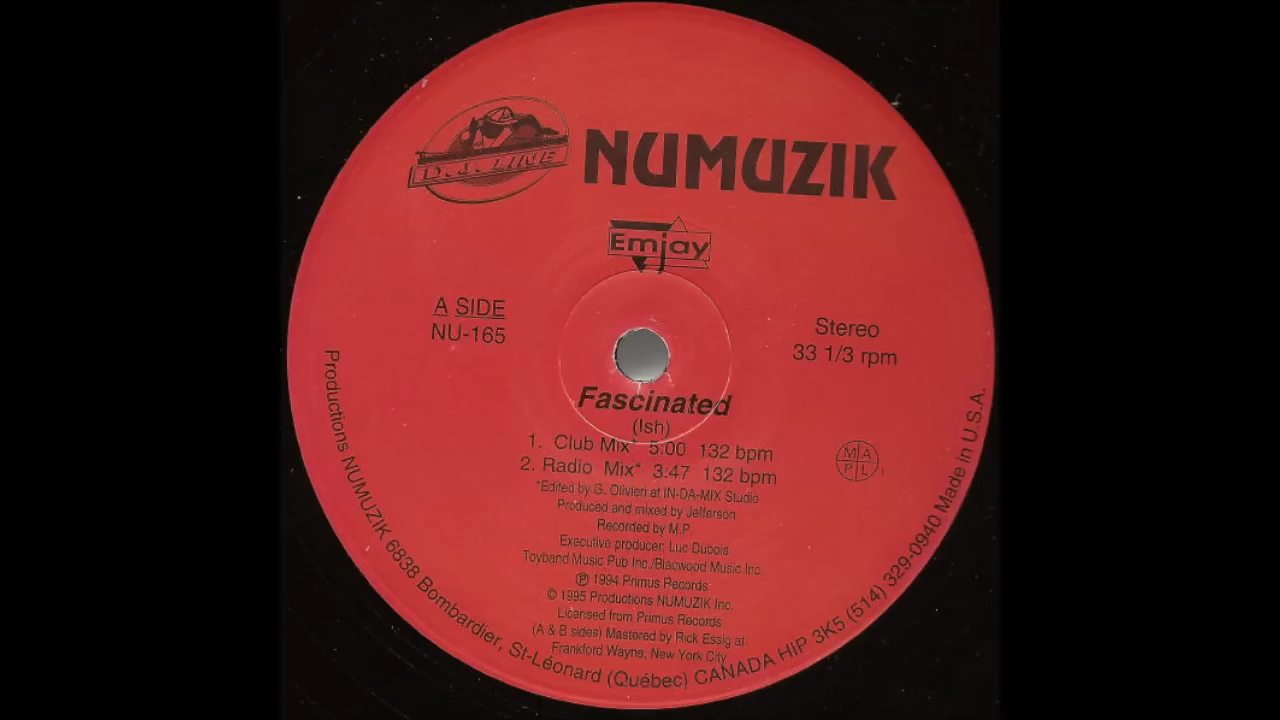 D.J. LINE
NUMUZIK
Emjay
A SIDE
NU-165
Stereo
33 1/3 rpm
Fascinated
(Ish)
1. Club Mix* 5:00 132 bpm
2. Radio Mix* 3:47 132 bpm
*Edited by G. Olivieri at IN-DA-MIX Studio
Produced and mixed by Jefferson
Recorded by M.P.
Executive producer: Luc Dubois
Toyband Music Pub Inc./Blacwood Music Inc.
℗ 1994 Primus Records
© 1995 Productions NUMUZIK Inc.
Licensed from Primus Records
(A & B sides) Mastered by Rick Essig at
Frankford Wayne, New York City
M A P L
Productions NUMUZIK 6838 Bombardier, St-Léonard (Québec) CANADA HIP 3K5 (514) 329-0940 Made in U.S.A.